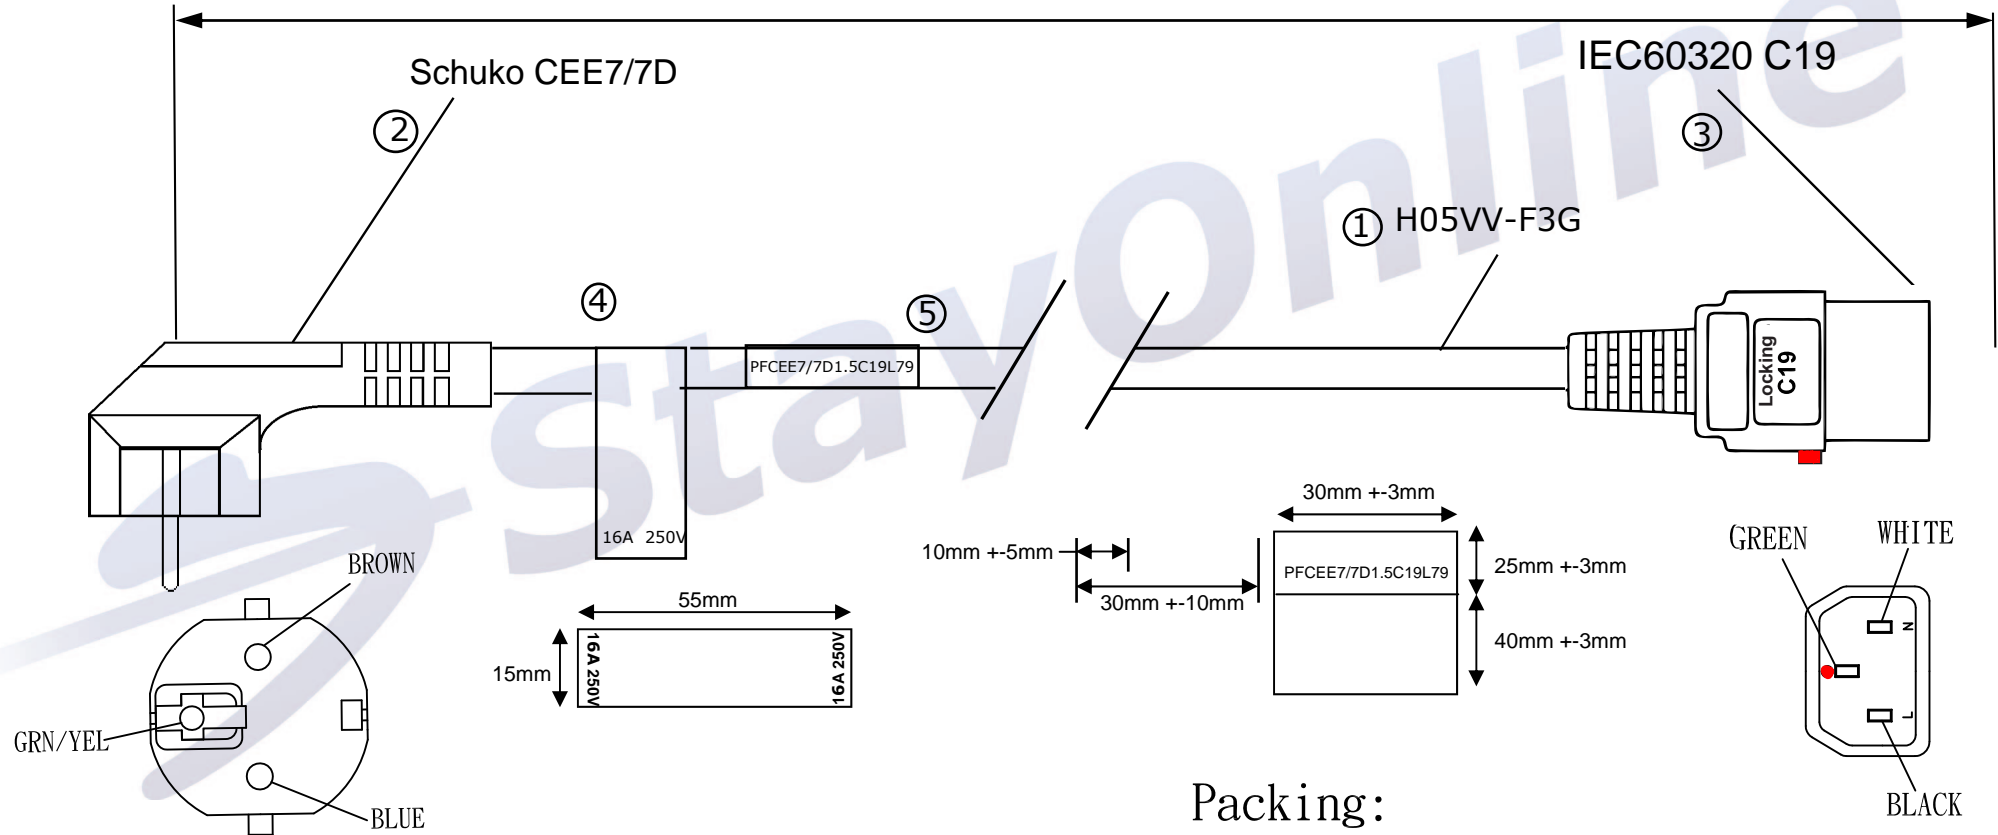 Schuko CEE7/7D
IEC60320 C19
②
③
① H05VV-F3G
④
⑤
PFCEE7/7D1.5C19L79
Locking
C19
16A 250V
30mm +-3mm
10mm +-5mm
30mm +-10mm
PFCEE7/7D1.5C19L79
25mm +-3mm
40mm +-3mm
GREEN
WHITE
BROWN
55mm
15mm
16A 250V
16A 250V
N
L
GRN/YEL
BLUE
BLACK
Packing:
StayOnline